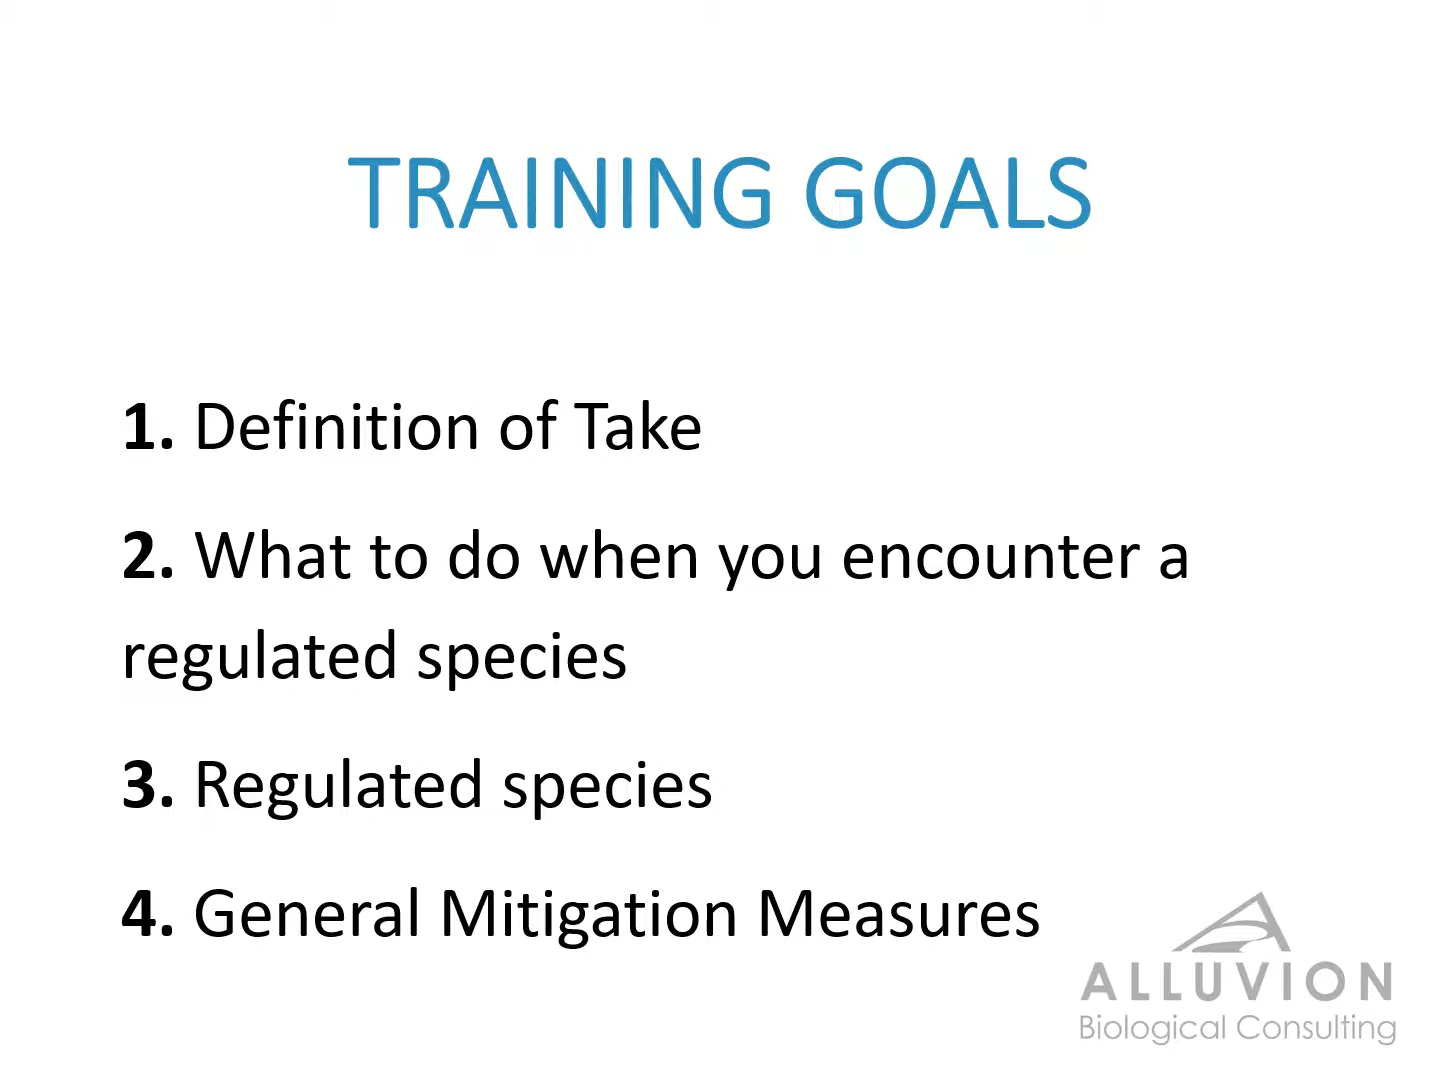 TRAINING GOALS
1. Definition of Take
2. What to do when you encounter a
regulated species
3. Regulated species
4. General Mitigation Measures
ALLUVION
Biological Consulting